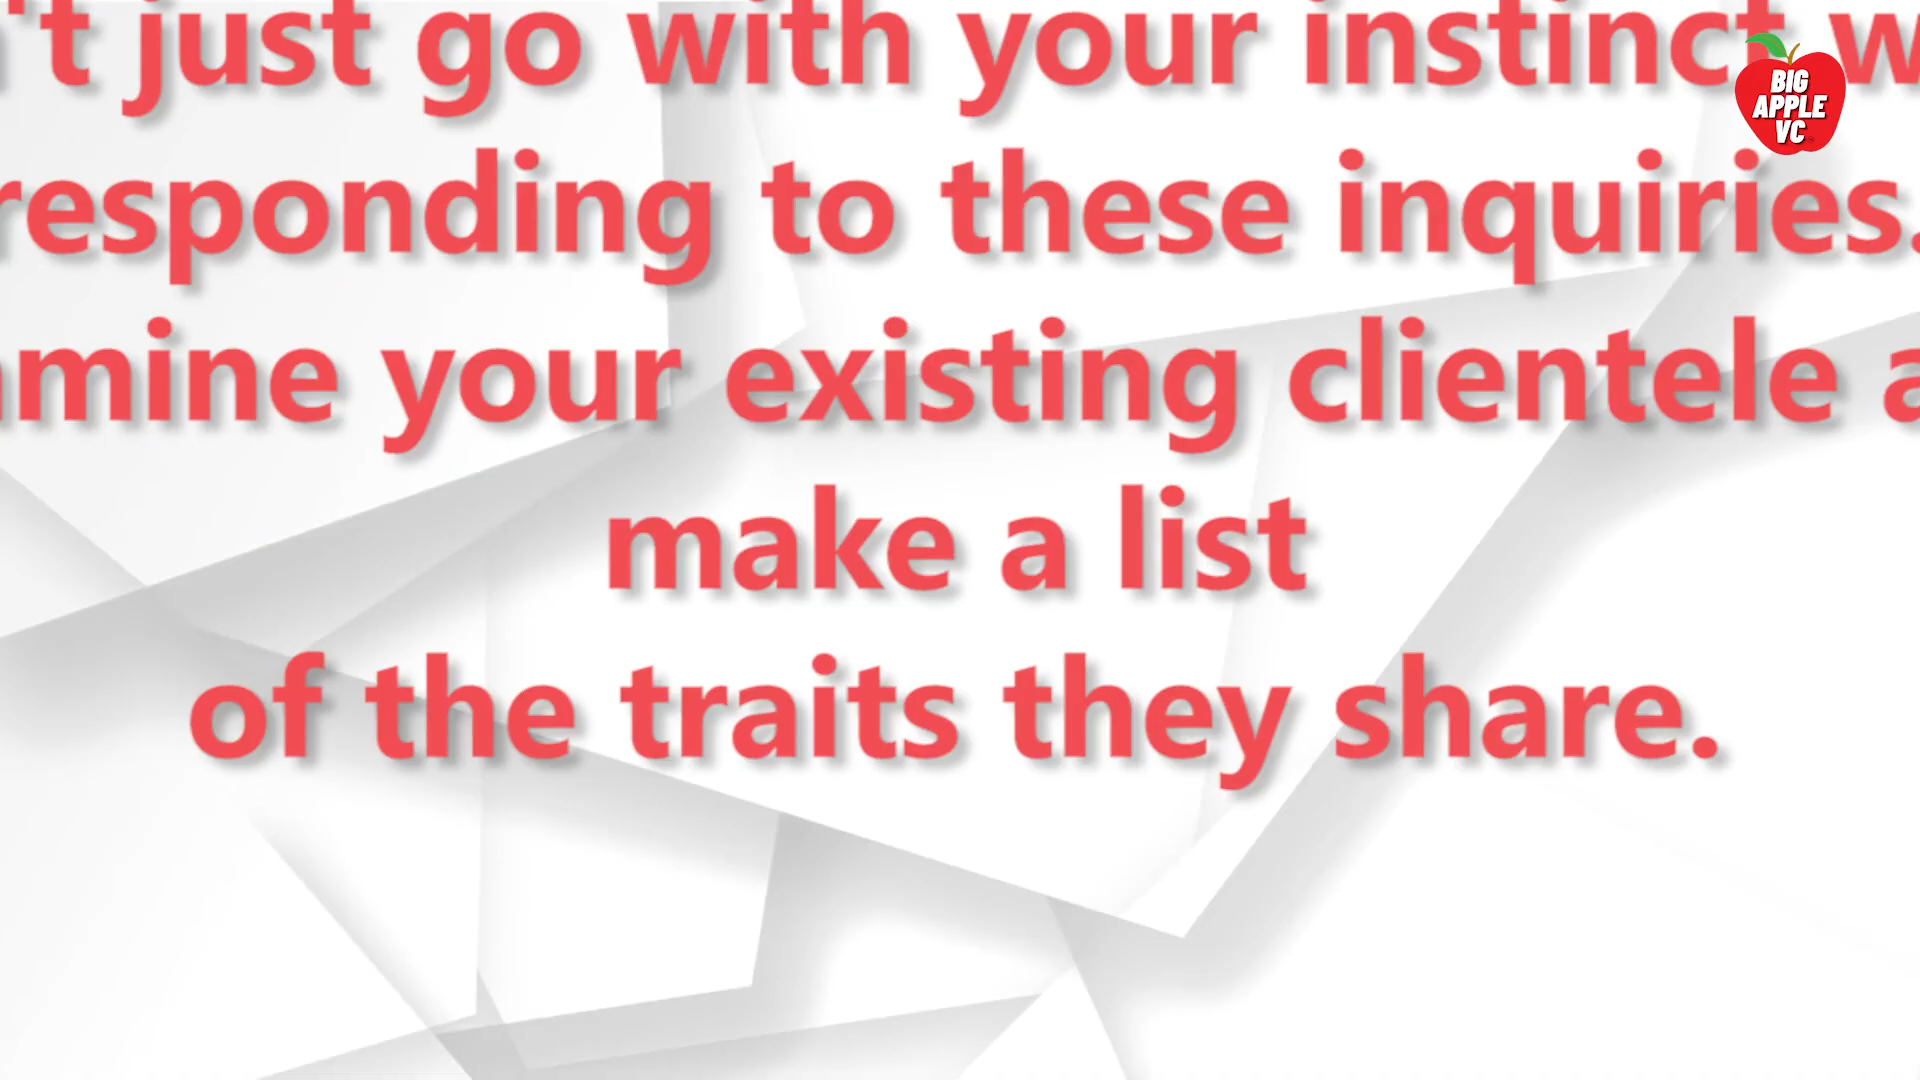 't just go with your instinct w
responding to these inquiries.
mine your existing clientele a
make a list
of the traits they share.
BIG
APPLE
VC